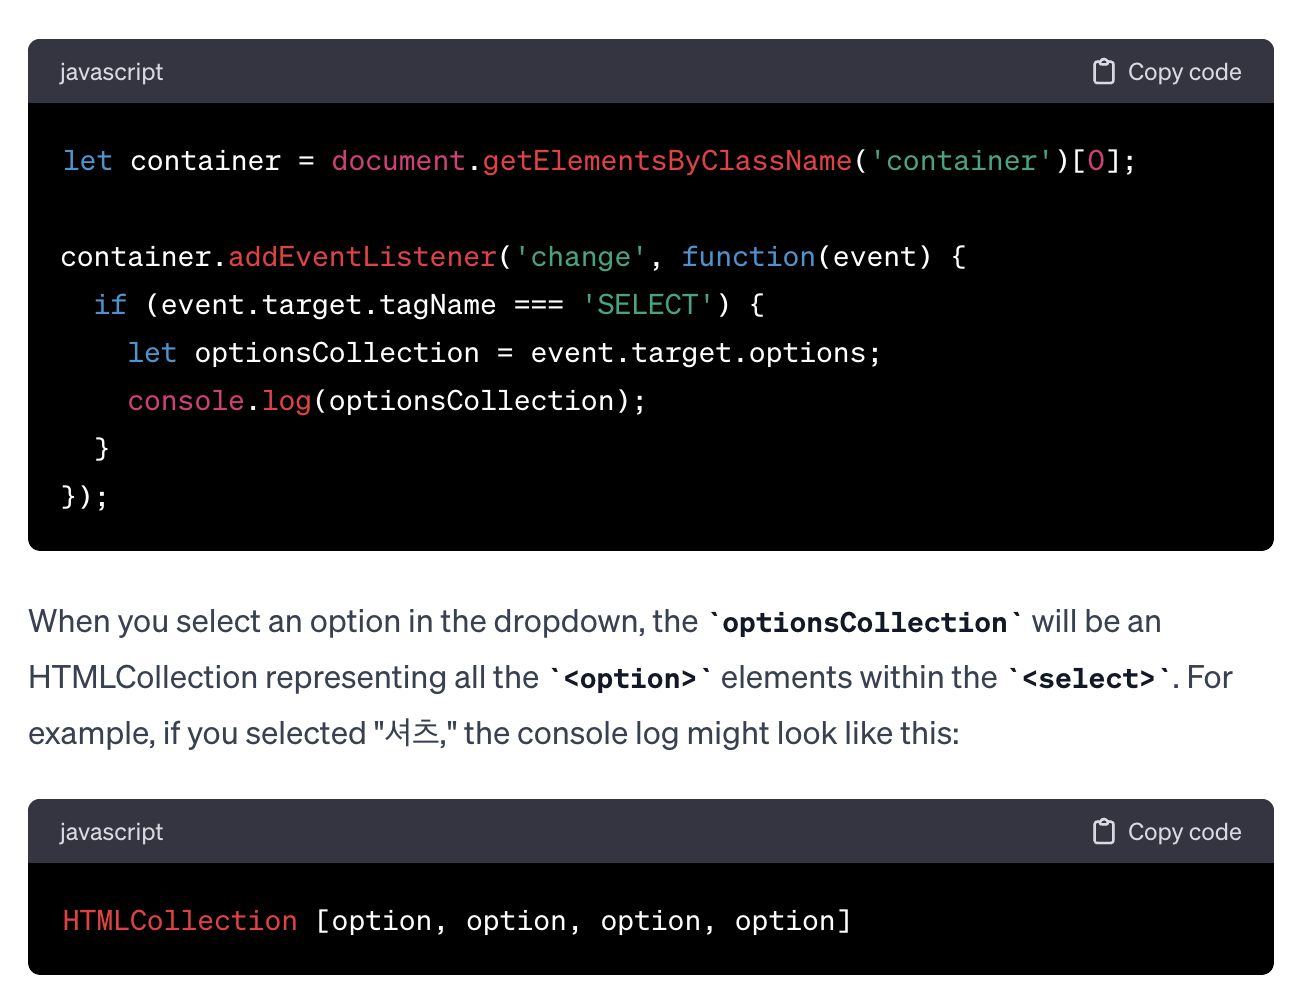 javascript Copy code
let container = document.getElementsByClassName('container')[0];
container.addEventListener('change', function(event) {
  if (event.target.tagName === 'SELECT') {
    let optionsCollection = event.target.options;
    console.log(optionsCollection);
  }
});
When you select an option in the dropdown, the `optionsCollection` will be an
HTMLCollection representing all the `<option>` elements within the `<select>`. For
example, if you selected "셔츠," the console log might look like this:
javascript Copy code
HTMLCollection [option, option, option, option]